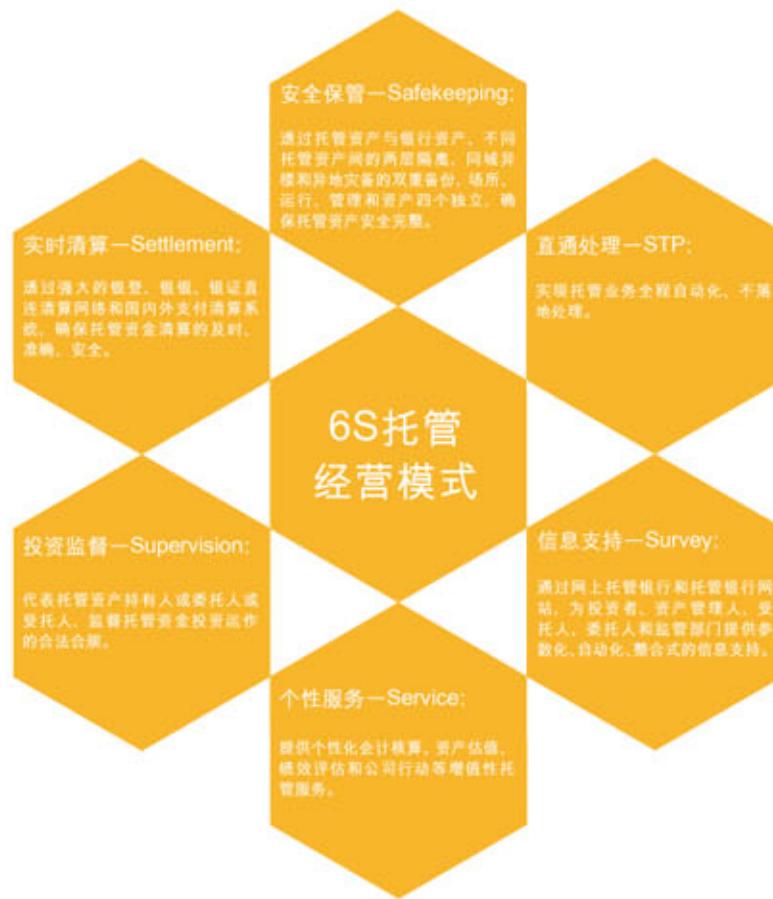 安全保管—Safekeeping:
通过托管资产与银行资产、不同
托管资产间的两层隔离，同城异
楼和异地灾备的双重备份，场所、
运行、管理和资产四个独立，确
保托管资产安全完整。
实时清算—Settlement:
通过强大的银登、银银、银证直
连清算网络和国内外支付清算系
统，确保托管资金清算的及时、
准确、安全。
直通处理—STP:
实现托管业务全程自动化、不落
地处理。
6S托管
经营模式
投资监督—Supervision:
代表托管资产持有人或委托人或
受托人，监督托管资金投资运作
的合法合规。
信息支持—Survey:
通过网上托管银行和托管银行网
站，为投资者、资产管理人、受
托人、委托人和监管部门提供参
数化、自动化、整合式的信息支持。
个性服务—Service:
提供个性化会计核算、资产估值、
绩效评估和公司行动等增值性托
管服务。